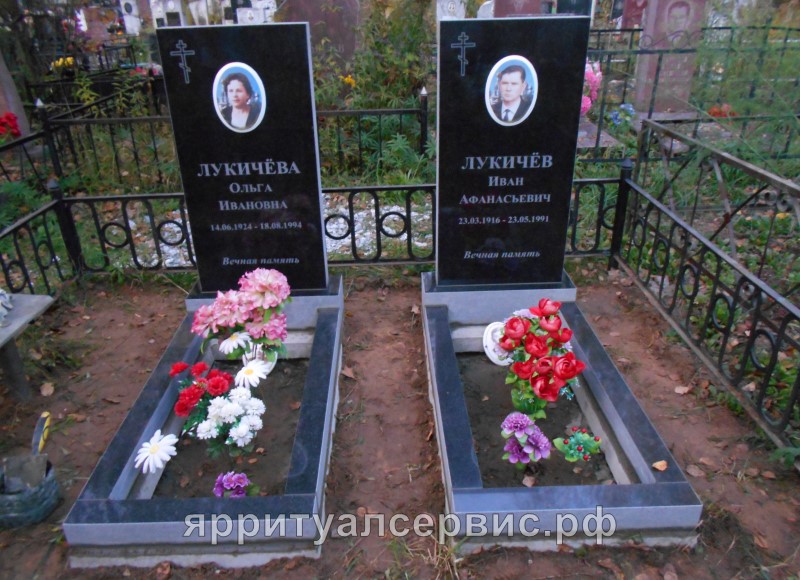 ЛУКИЧЁВА
ОЛЬГА
ИВАНОВНА
14.06.1924 - 18.08.1994
Вечная память
ЛУКИЧЁВ
ИВАН
АФАНАСЬЕВИЧ
23.03.1916 - 23.05.1991
Вечная память
ярритуалсервис.рф